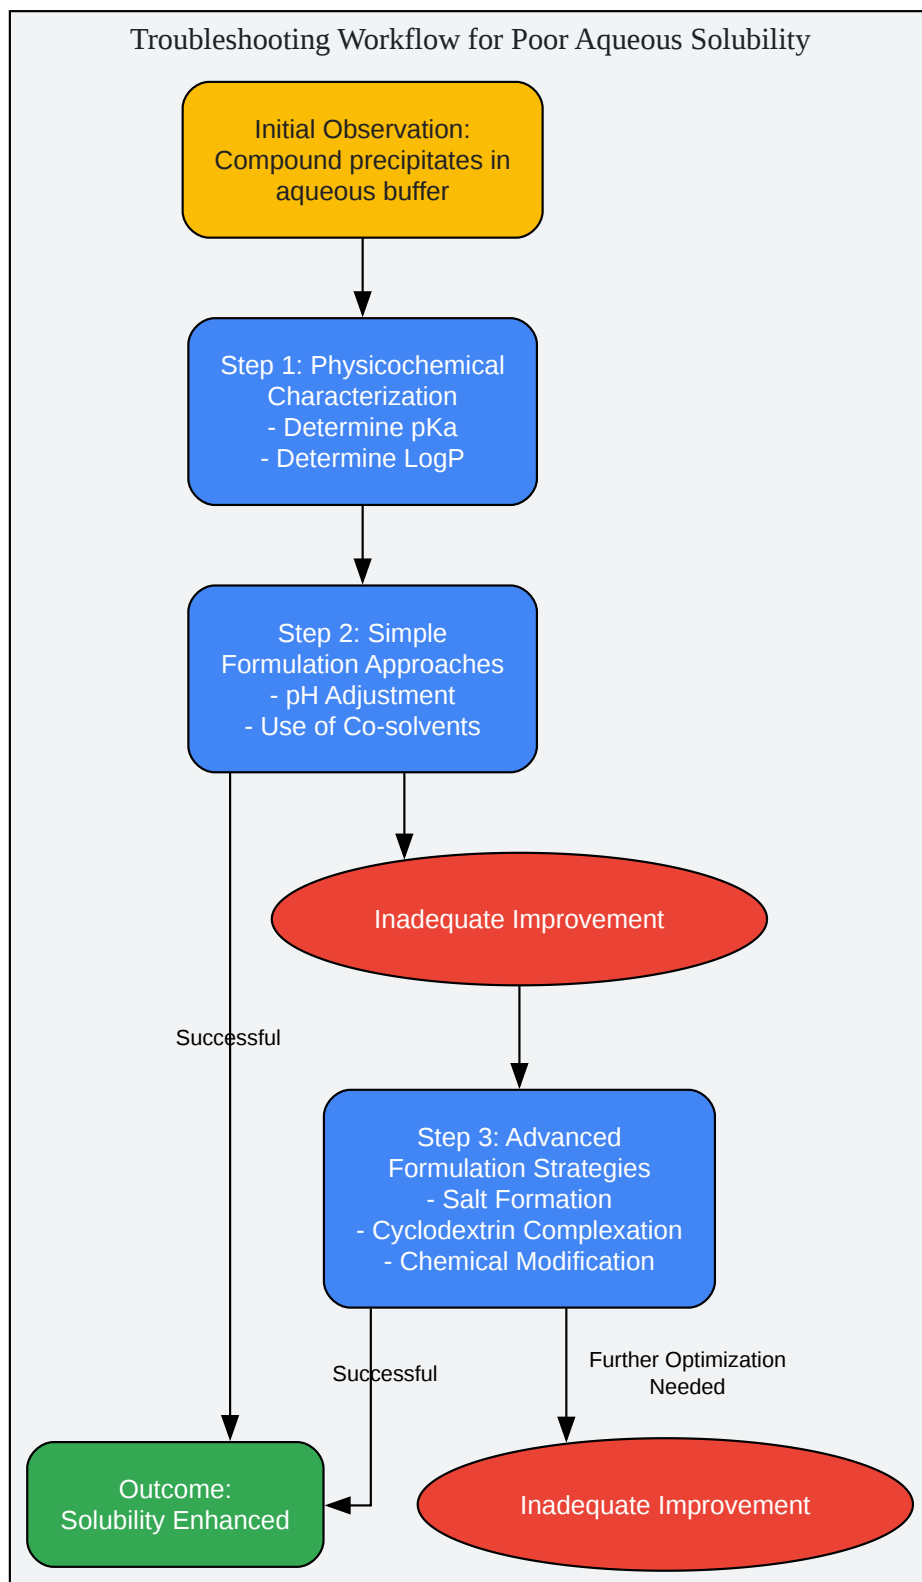 Troubleshooting Workflow for Poor Aqueous Solubility
Initial Observation:
Compound precipitates in
aqueous buffer
Step 1: Physicochemical
Characterization
- Determine pKa
- Determine LogP
Step 2: Simple
Formulation Approaches
- pH Adjustment
- Use of Co-solvents
Inadequate Improvement
Successful
Step 3: Advanced
Formulation Strategies
- Salt Formation
- Cyclodextrin Complexation
- Chemical Modification
Successful
Further Optimization
Needed
Outcome:
Solubility Enhanced
Inadequate Improvement